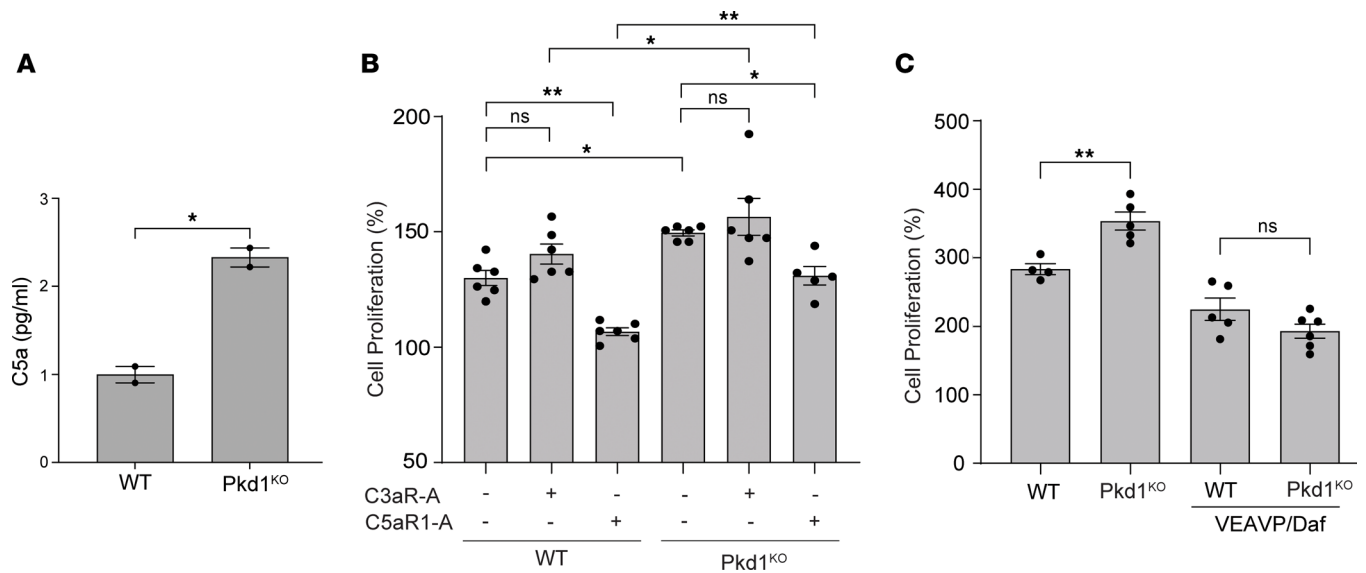 A
C5a (pg/ml)
3
2
1
0
*
WT
Pkd1KO
B
Cell Proliferation (%)
200
150
100
50
**
*
**
*
ns
ns
*
C3aR-A - + - - + -
C5aR1-A - - + - - +
WT
Pkd1KO
C
Cell Proliferation (%)
500
400
300
200
100
0
**
ns
WT
Pkd1KO
WT
Pkd1KO
VEAVP/Daf